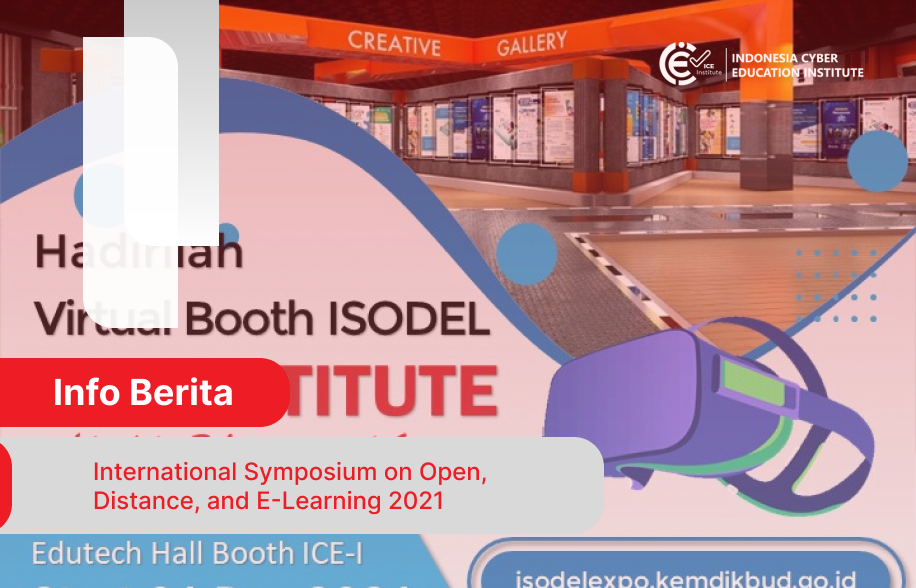 CREATIVE GALLERY
ICE
Institute
INDONESIA CYBER
EDUCATION INSTITUTE
Hadirilah
Virtual Booth ISODEL
TITUTE
Info Berita
International Symposium on Open,
Distance, and E-Learning 2021
Edutech Hall Booth ICE-I
isodelexpo.kemdikbud.go.id